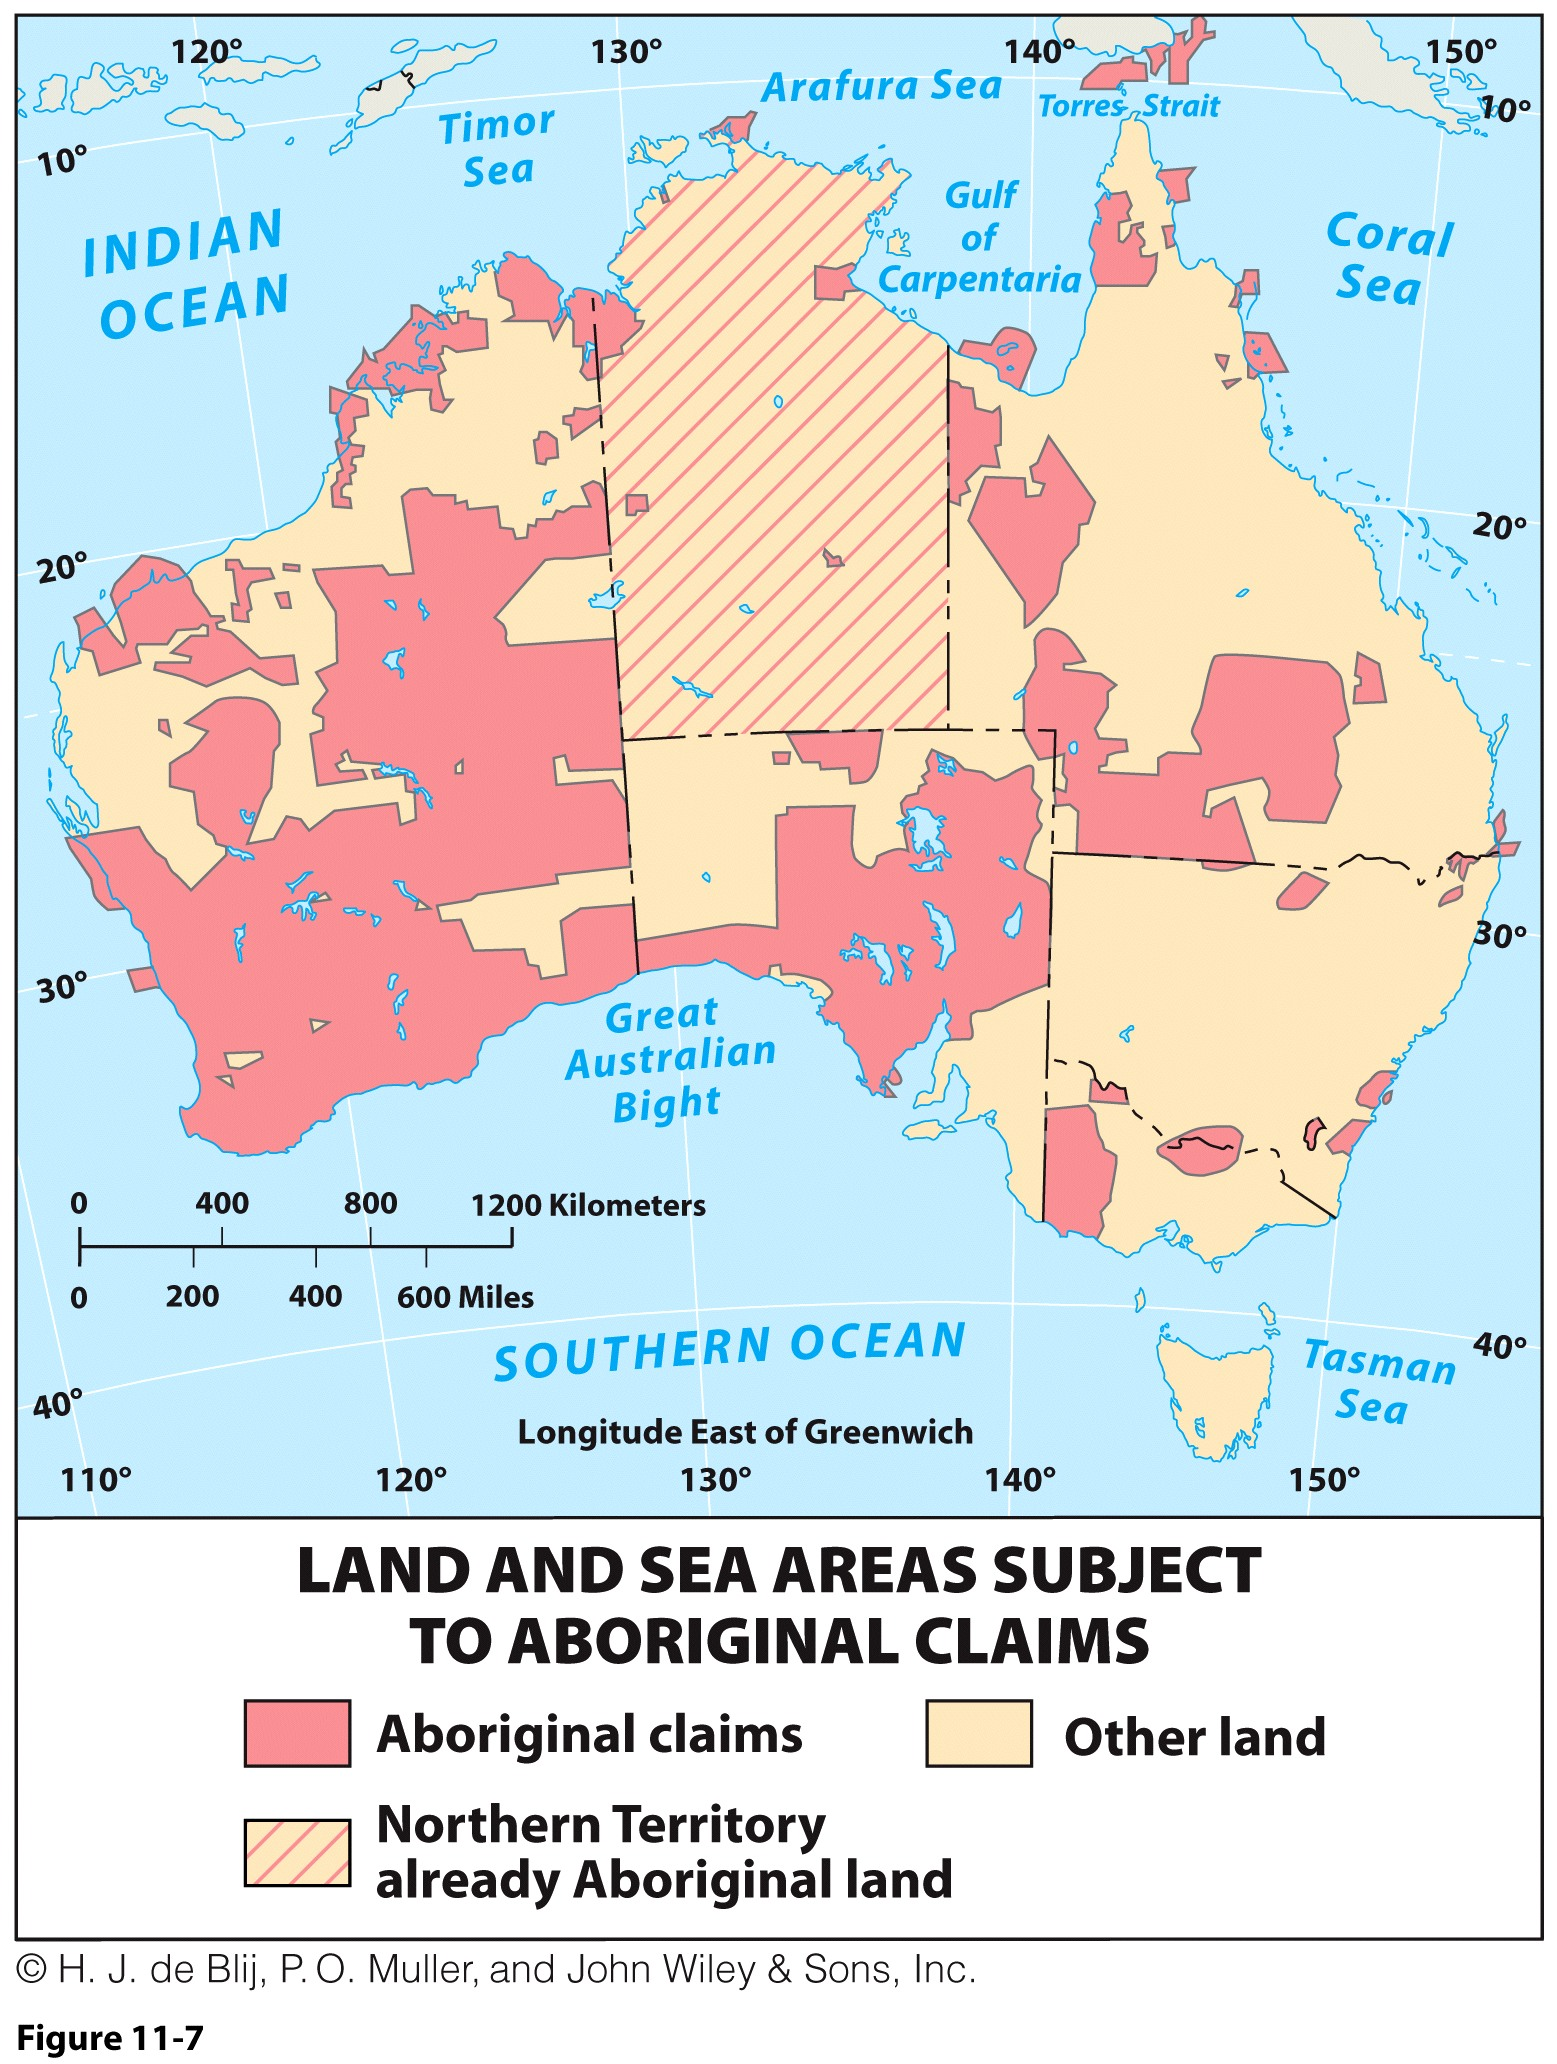 120°
130°
140°
150°
Arafura Sea
Torres Strait
10°
Timor
Sea
10°
Gulf
of
Carpentaria
INDIAN
OCEAN
Coral
Sea
20°
20°
30°
30°
Great
Australian
Bight
0 400 800 1200 Kilometers
0 200 400 600 Miles
SOUTHERN OCEAN
Tasman
Sea
40°
40°
Longitude East of Greenwich
110° 120° 130° 140° 150°
LAND AND SEA AREAS SUBJECT
TO ABORIGINAL CLAIMS
Aboriginal claims
Other land
Northern Territory
already Aboriginal land
© H. J. de Blij, P. O. Muller, and John Wiley & Sons, Inc.
Figure 11-7